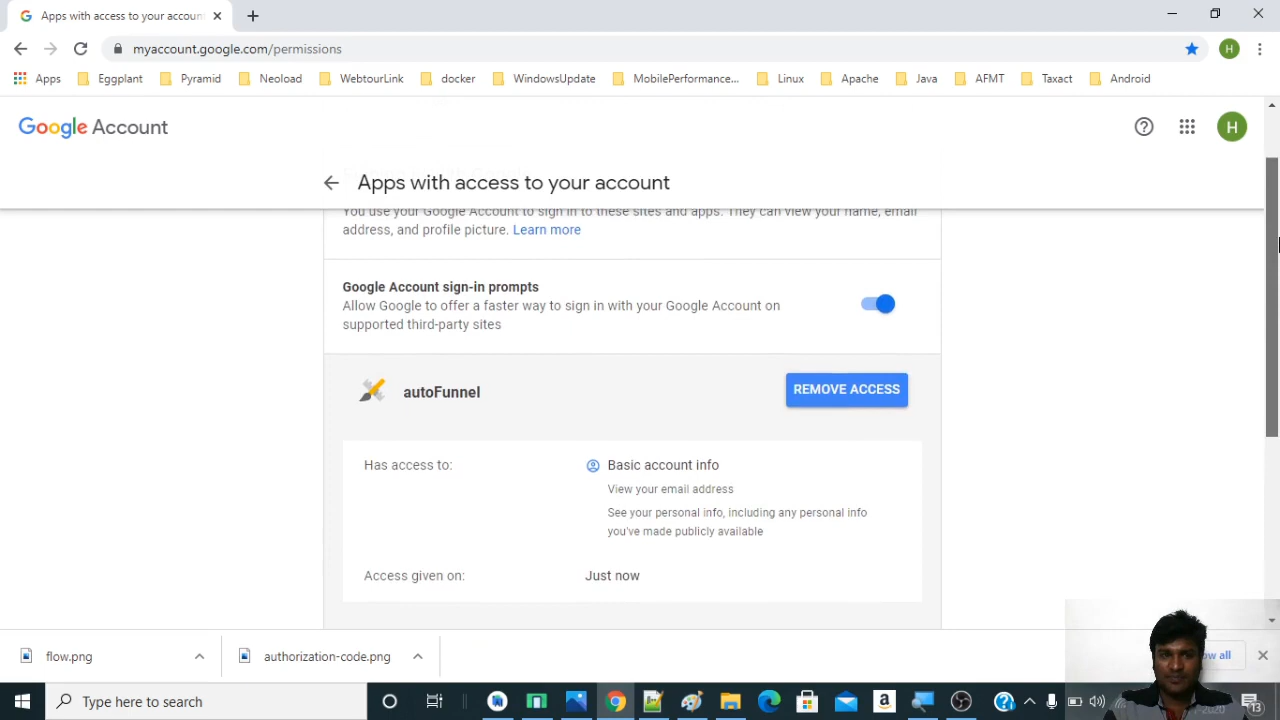 Apps with access to your accoun
myaccount.google.com/permissions
H
Apps
Eggplant
Pyramid
Neoload
WebtourLink
docker
WindowsUpdate
MobilePerformance...
Linux
Apache
Java
AFMT
Taxact
Android
Google Account
H
Apps with access to your account
You use your Google Account to sign in to these sites and apps. They can view your name, email
address, and profile picture. Learn more
Google Account sign-in prompts
Allow Google to offer a faster way to sign in with your Google Account on
supported third-party sites
autoFunnel
REMOVE ACCESS
Has access to:
Basic account info
View your email address
See your personal info, including any personal info
you've made publicly available
Access given on:
Just now
flow.png
authorization-code.png
all
Type here to search
2020
13